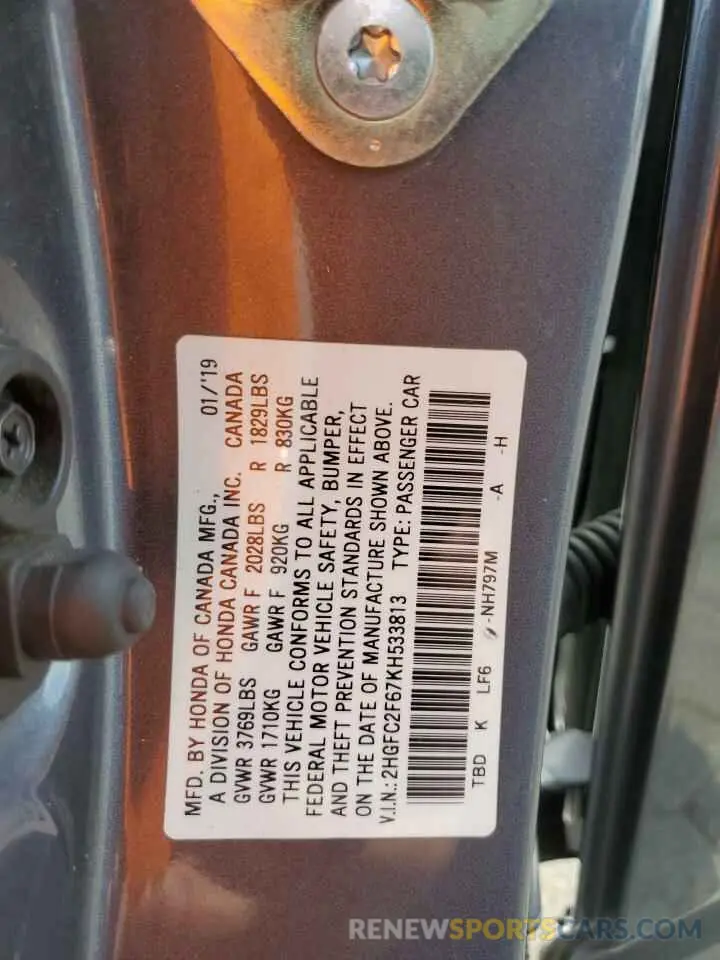 MFD. BY HONDA OF CANADA MFG., 01/'19
A DIVISION OF HONDA CANADA INC. CANADA
GVWR 3769LBS GAWR F 2028LBS R 1829LBS
GVWR 1710KG GAWR F 920KG R 830KG
THIS VEHICLE CONFORMS TO ALL APPLICABLE
FEDERAL MOTOR VEHICLE SAFETY, BUMPER,
AND THEFT PREVENTION STANDARDS IN EFFECT
ON THE DATE OF MANUFACTURE SHOWN ABOVE.
V.I.N.: 2HGFC2F67KH533813 TYPE: PASSENGER CAR
TBD K LF6 -NH797M -A -H
RENEWSPORTSCARS.COM